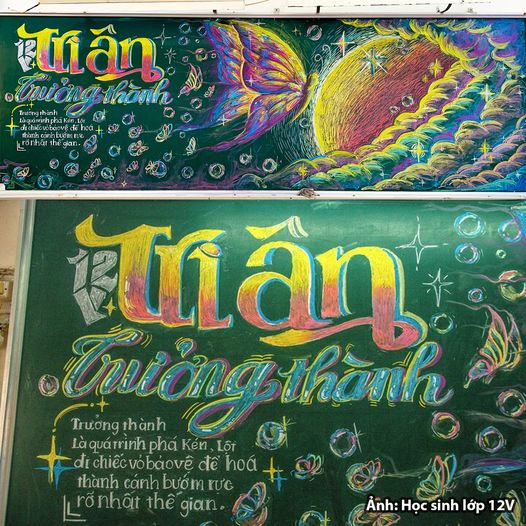 12V
Tri ân
Trưởng thành
Trưởng thành
Là quá trình phá kén, Lột
đi chiếc vỏ bảo vệ để hoá
thành cánh bướm rực
rỡ nhất thế gian.
12V
Tri ân
Trưởng thành
Trưởng thành
Là quá trình phá kén, Lột
đi chiếc vỏ bảo vệ để hoá
thành cánh bướm rực
rỡ nhất thế gian.
Ảnh: Học sinh lớp 12V